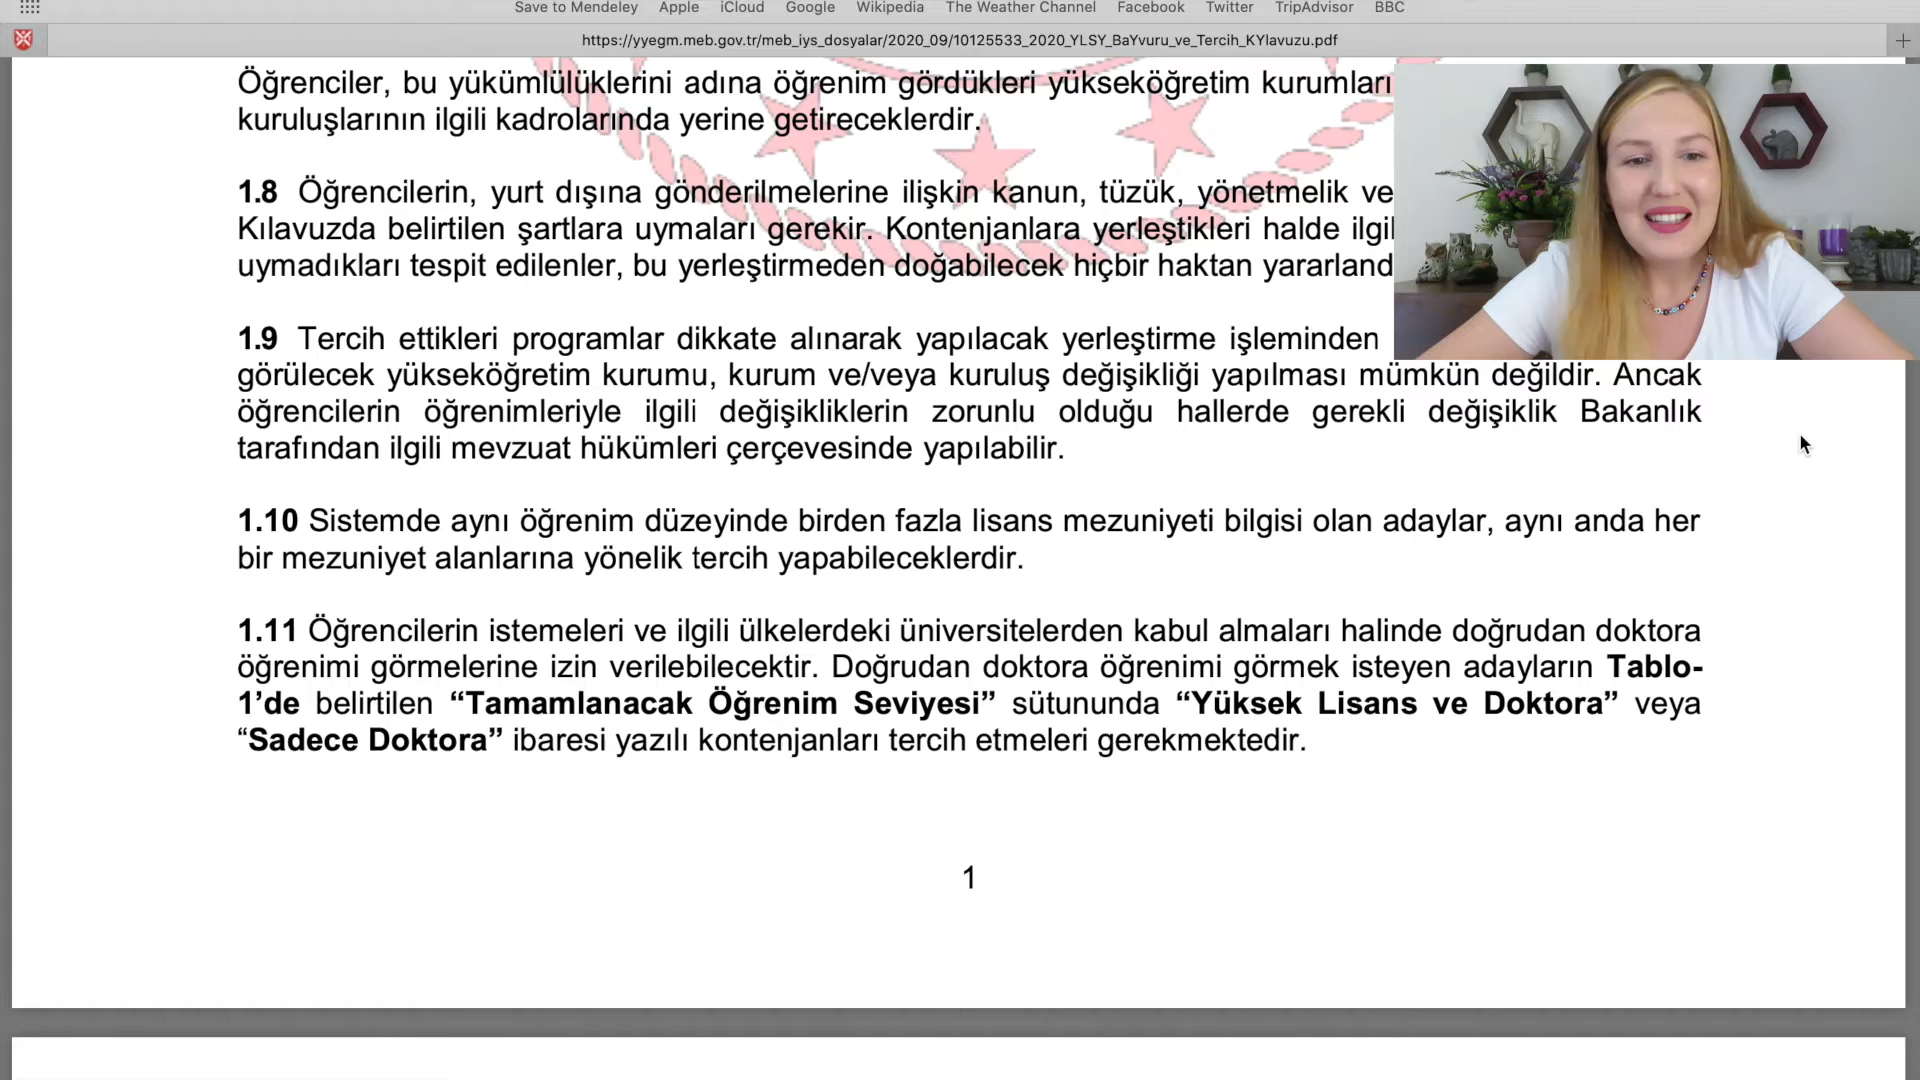 Save to Mendeley Apple iCloud Google Wikipedia The Weather Channel Facebook Twitter TripAdvisor BBC
https://yyegm.meb.gov.tr/meb_iys_dosyalar/2020_09/10125533_2020_YLSY_BaYvuru_ve_Tercih_KYlavuzu.pdf
Öğrenciler, bu yükümlülüklerini adına öğrenim gördükleri yükseköğretim kurumları
kuruluşlarının ilgili kadrolarında yerine getireceklerdir.
1.8 Öğrencilerin, yurt dışına gönderilmelerine ilişkin kanun, tüzük, yönetmelik ve
Kılavuzda belirtilen şartlara uymaları gerekir. Kontenjanlara yerleştikleri halde ilgil
uymadıkları tespit edilenler, bu yerleştirmeden doğabilecek hiçbir haktan yararland
1.9 Tercih ettikleri programlar dikkate alınarak yapılacak yerleştirme işleminden
görülecek yükseköğretim kurumu, kurum ve/veya kuruluş değişikliği yapılması mümkün değildir. Ancak
öğrencilerin öğrenimleriyle ilgili değişikliklerin zorunlu olduğu hallerde gerekli değişiklik Bakanlık
tarafından ilgili mevzuat hükümleri çerçevesinde yapılabilir.
1.10 Sistemde aynı öğrenim düzeyinde birden fazla lisans mezuniyeti bilgisi olan adaylar, aynı anda her
bir mezuniyet alanlarına yönelik tercih yapabileceklerdir.
1.11 Öğrencilerin istemeleri ve ilgili ülkelerdeki üniversitelerden kabul almaları halinde doğrudan doktora
öğrenimi görmelerine izin verilebilecektir. Doğrudan doktora öğrenimi görmek isteyen adayların Tablo-
1’de belirtilen “Tamamlanacak Öğrenim Seviyesi” sütununda “Yüksek Lisans ve Doktora” veya
“Sadece Doktora” ibaresi yazılı kontenjanları tercih etmeleri gerekmektedir.
1